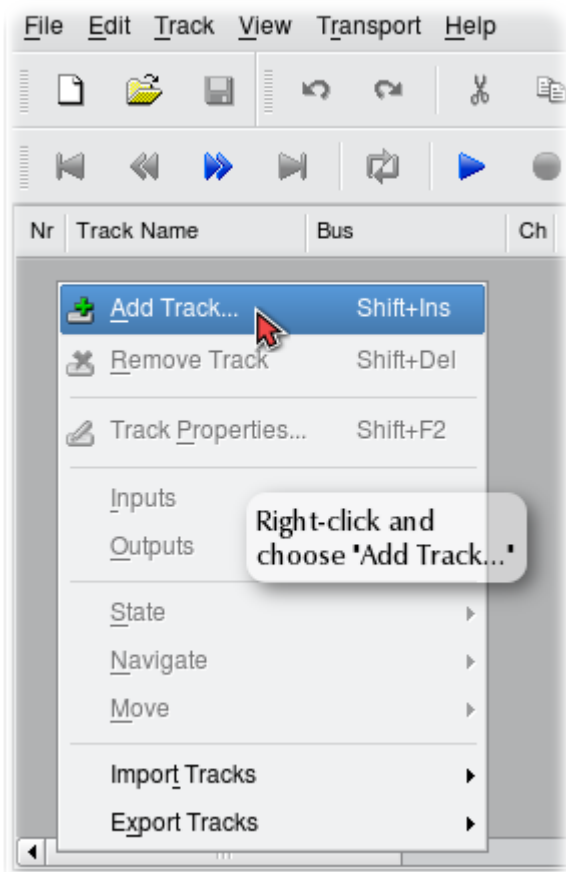 File Edit Track View Transport Help
Nr Track Name Bus Ch
Add Track... Shift+Ins
Remove Track Shift+Del
Track Properties... Shift+F2
Inputs
Outputs
Right-click and
choose "Add Track..."
State
Navigate
Move
Import Tracks
Export Tracks